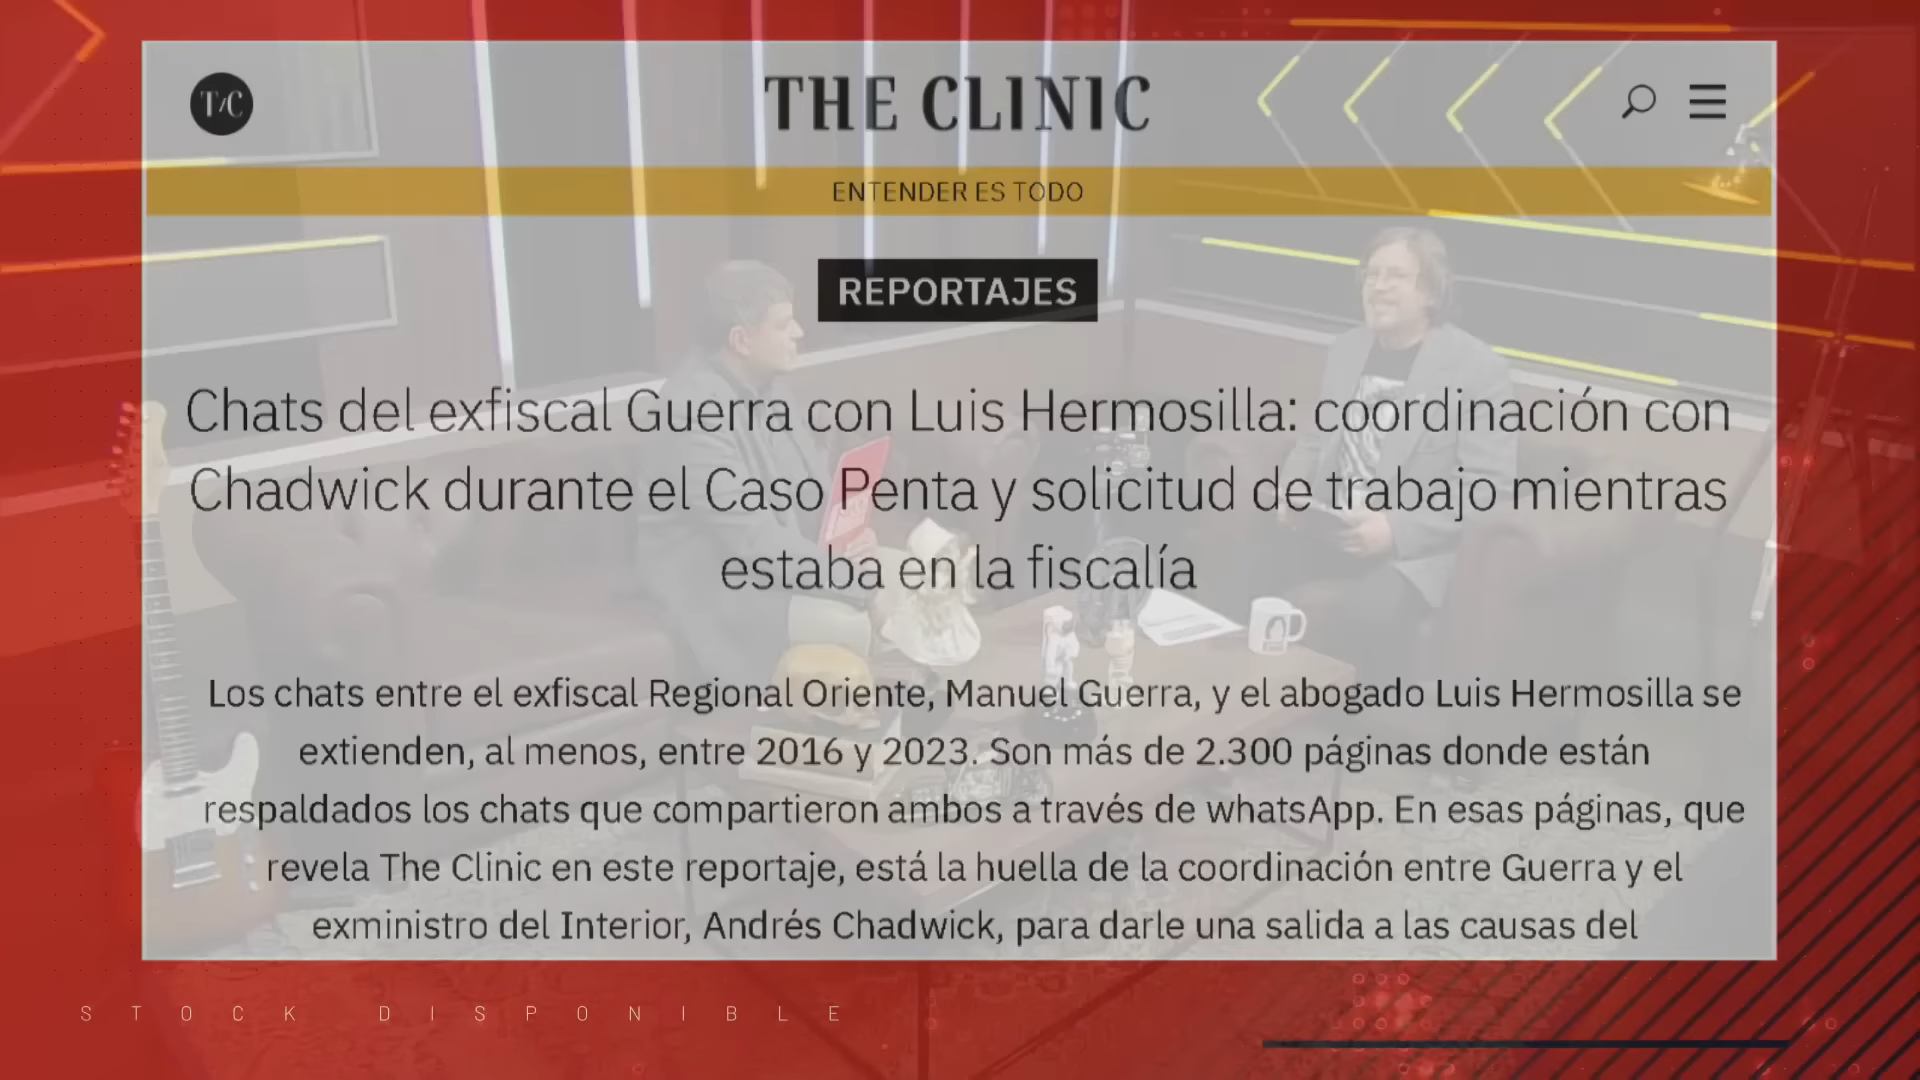 T/C
THE CLINIC
ENTENDER ES TODO
REPORTAJES
Chats del exfiscal Guerra con Luis Hermosilla: coordinación con
Chadwick durante el Caso Penta y solicitud de trabajo mientras
estaba en la fiscalía
Los chats entre el exfiscal Regional Oriente, Manuel Guerra, y el abogado Luis Hermosilla se
extienden, al menos, entre 2016 y 2023. Son más de 2.300 páginas donde están
respaldados los chats que compartieron ambos a través de whatsApp. En esas páginas, que
revela The Clinic en este reportaje, está la huella de la coordinación entre Guerra y el
exministro del Interior, Andrés Chadwick, para darle una salida a las causas del
STOCK DISPONIBLE